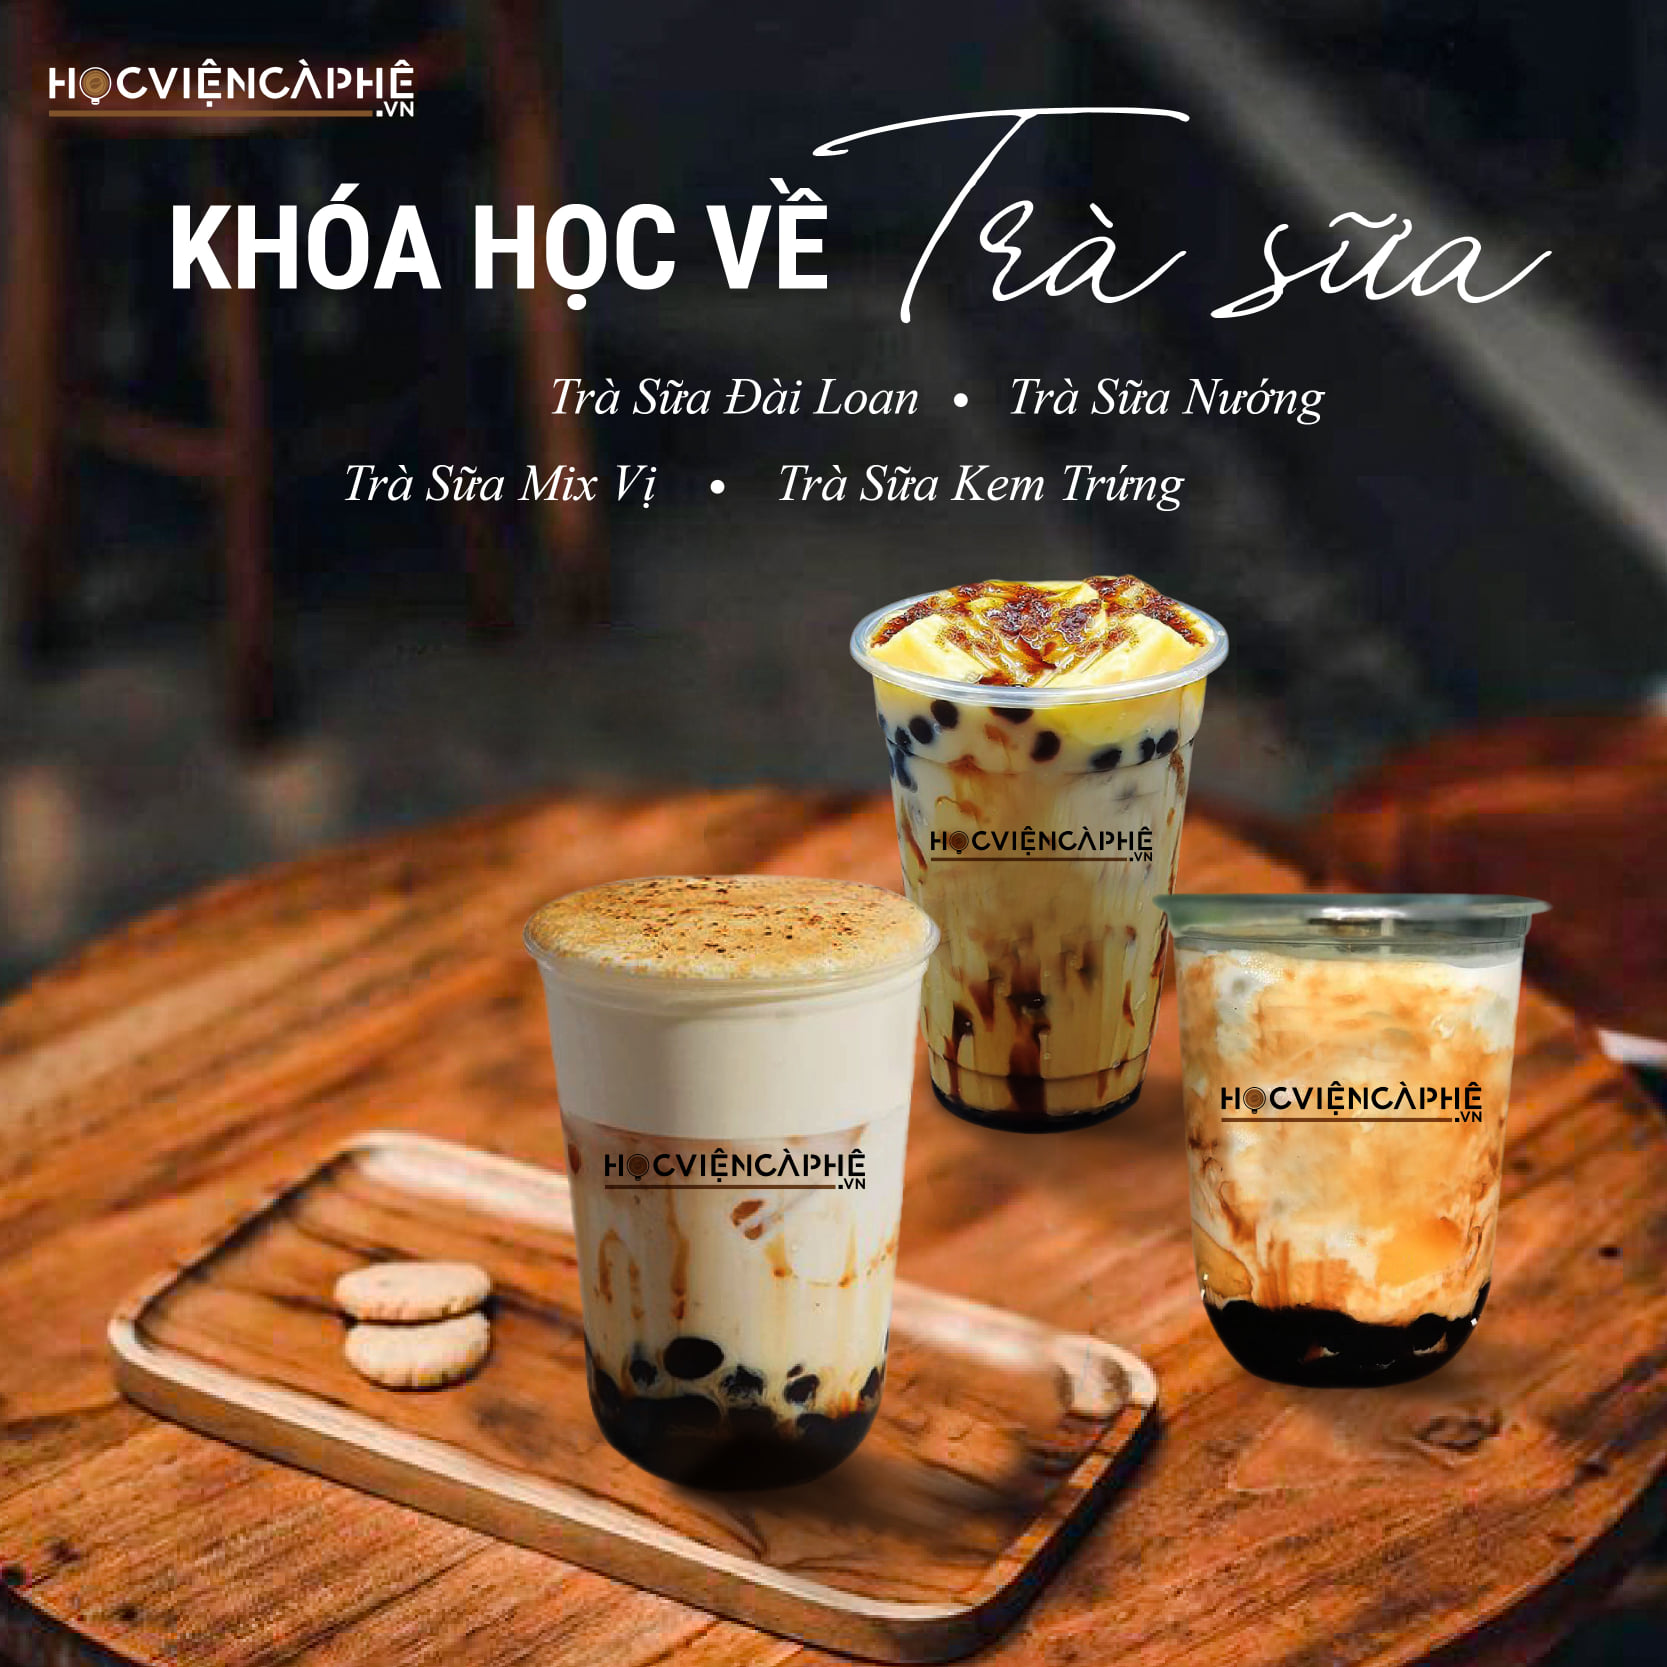 HỌCVIỆNCÀPHÊ
.VN
KHÓA HỌC VỀ Trà sữa
Trà Sữa Đài Loan • Trà Sữa Nướng
Trà Sữa Mix Vị • Trà Sữa Kem Trứng
HỌCVIỆNCÀPHÊ
.VN
HỌCVIỆNCÀPHÊ
.VN
HỌCVIỆNCÀPHÊ
.VN